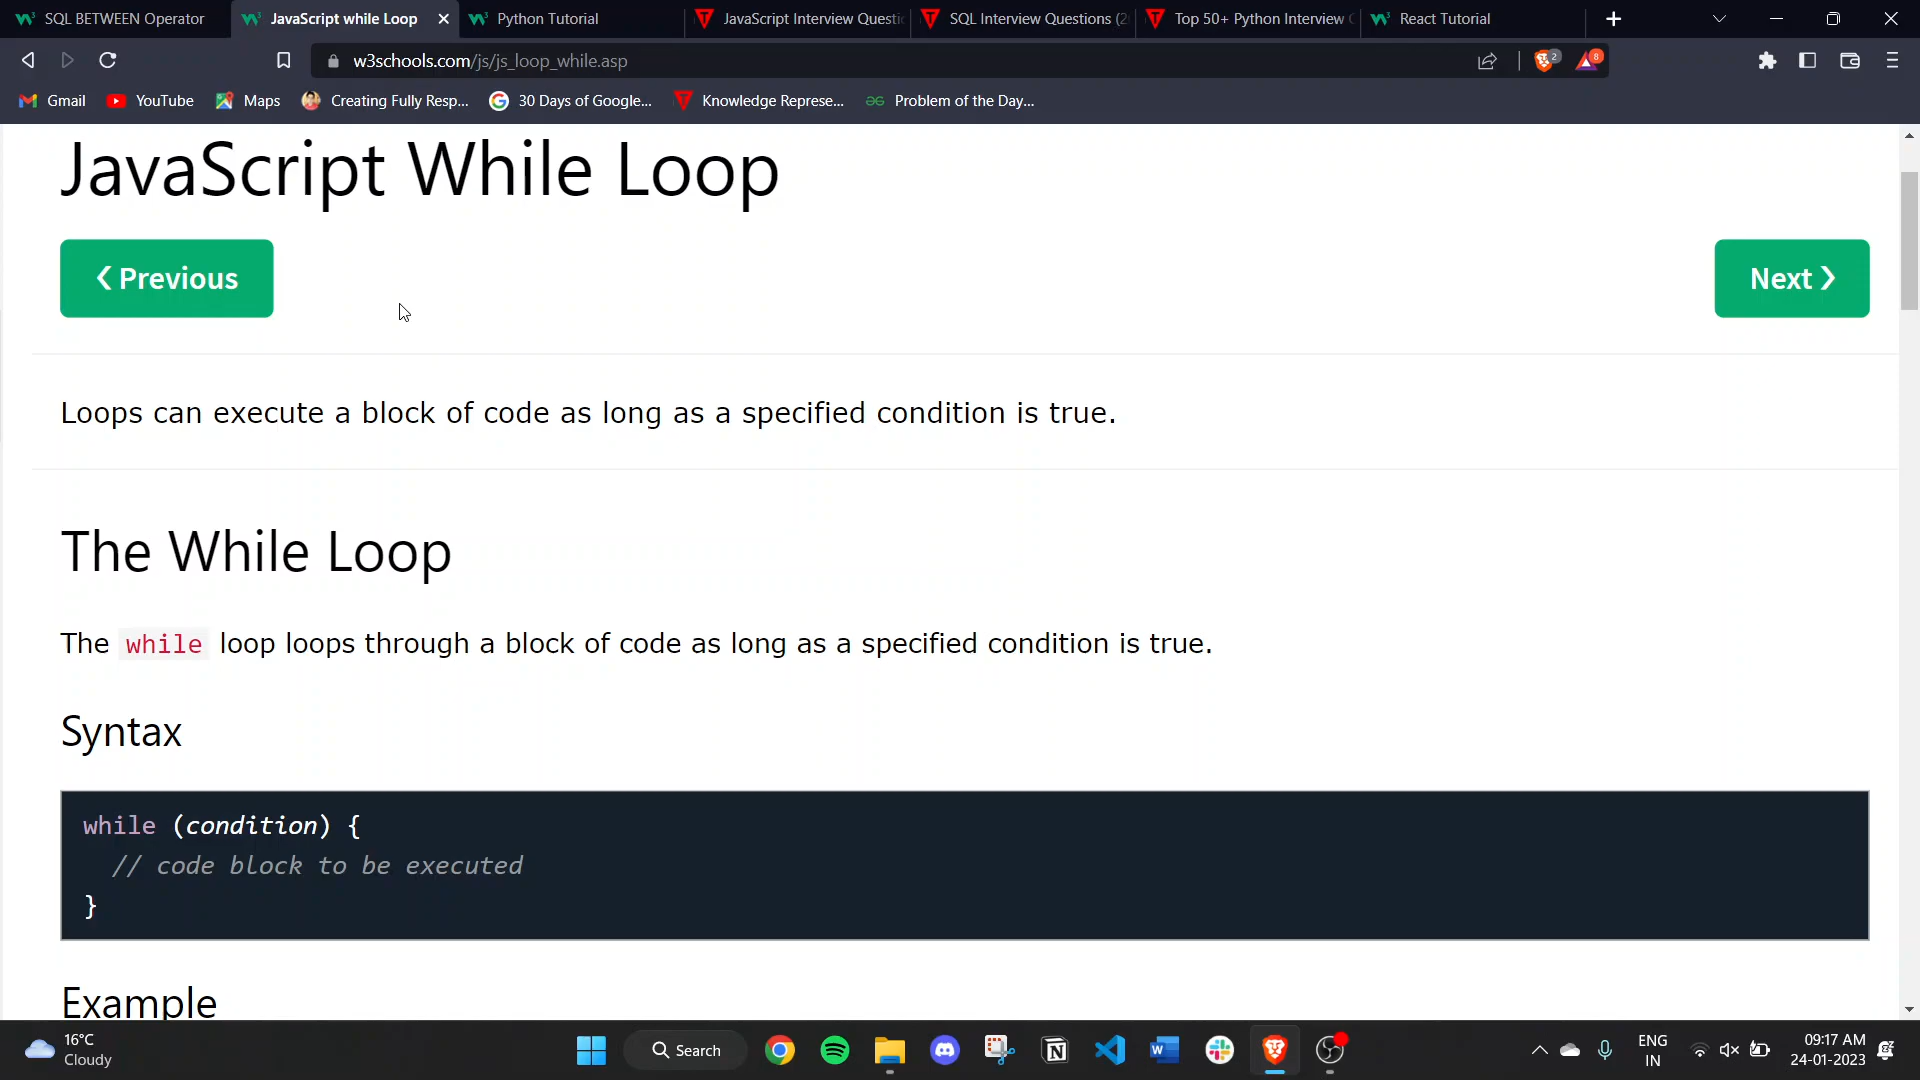 SQL BETWEEN Operator
JavaScript while Loop
Python Tutorial
JavaScript Interview Questi
SQL Interview Questions (2
Top 50+ Python Interview
React Tutorial
w3schools.com/js/js_loop_while.asp
2
8
Gmail
YouTube
Maps
Creating Fully Resp...
30 Days of Google...
Knowledge Represe...
Problem of the Day...
JavaScript While Loop
❮ Previous
Next ❯
Loops can execute a block of code as long as a specified condition is true.
The While Loop
The while loop loops through a block of code as long as a specified condition is true.
Syntax
while (condition) {
// code block to be executed
}
Example
16°C
Cloudy
Search
ENG
IN
09:17 AM
24-01-2023